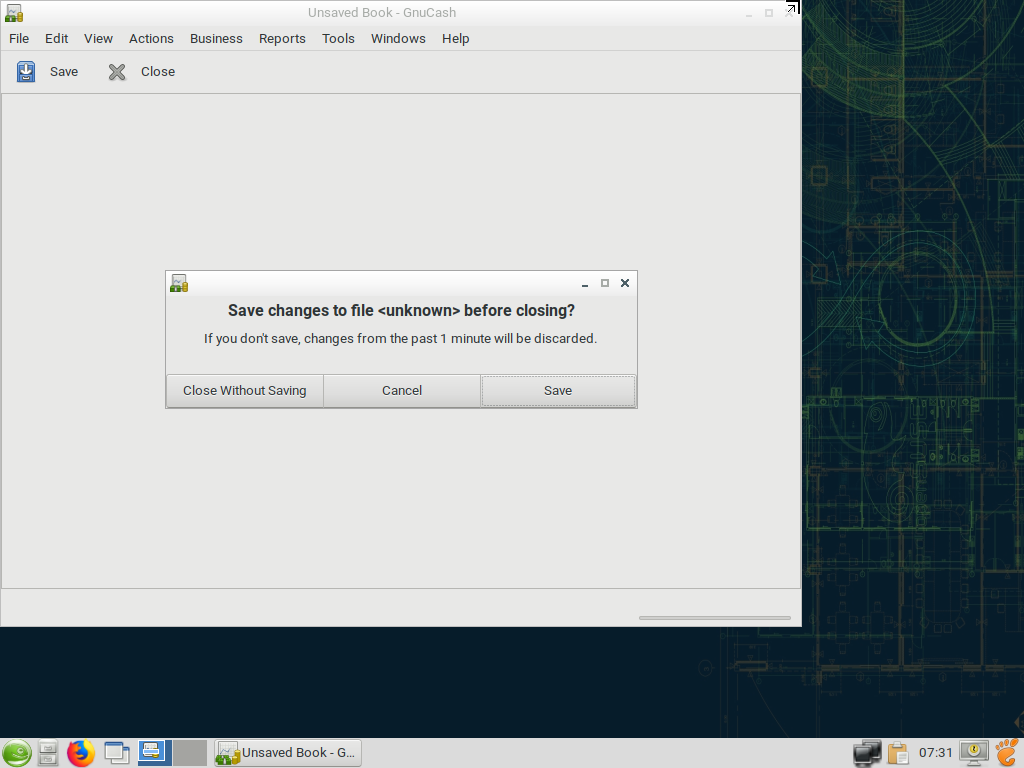 Unsaved Book - GnuCash
File Edit View Actions Business Reports Tools Windows Help
Save Close
Save changes to file <unknown> before closing?
If you don't save, changes from the past 1 minute will be discarded.
Close Without Saving Cancel Save
Unsaved Book - G... 07:31